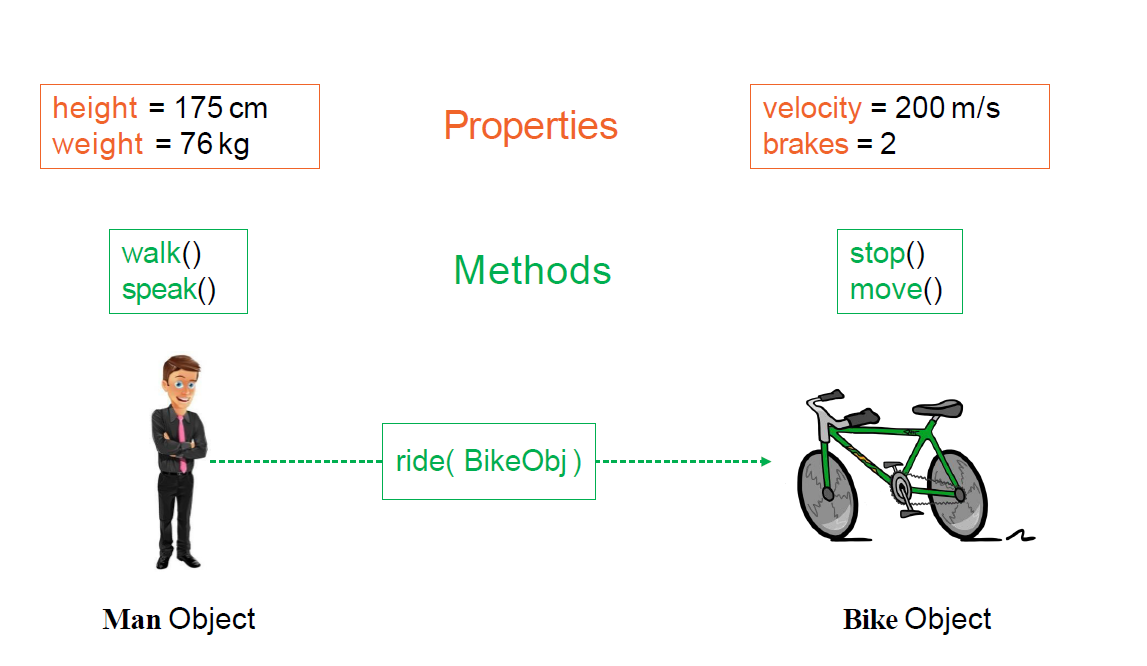 height = 175 cm
weight = 76 kg
Properties
velocity = 200 m/s
brakes = 2
walk()
speak()
Methods
stop()
move()
ride( BikeObj )
Man Object
Bike Object